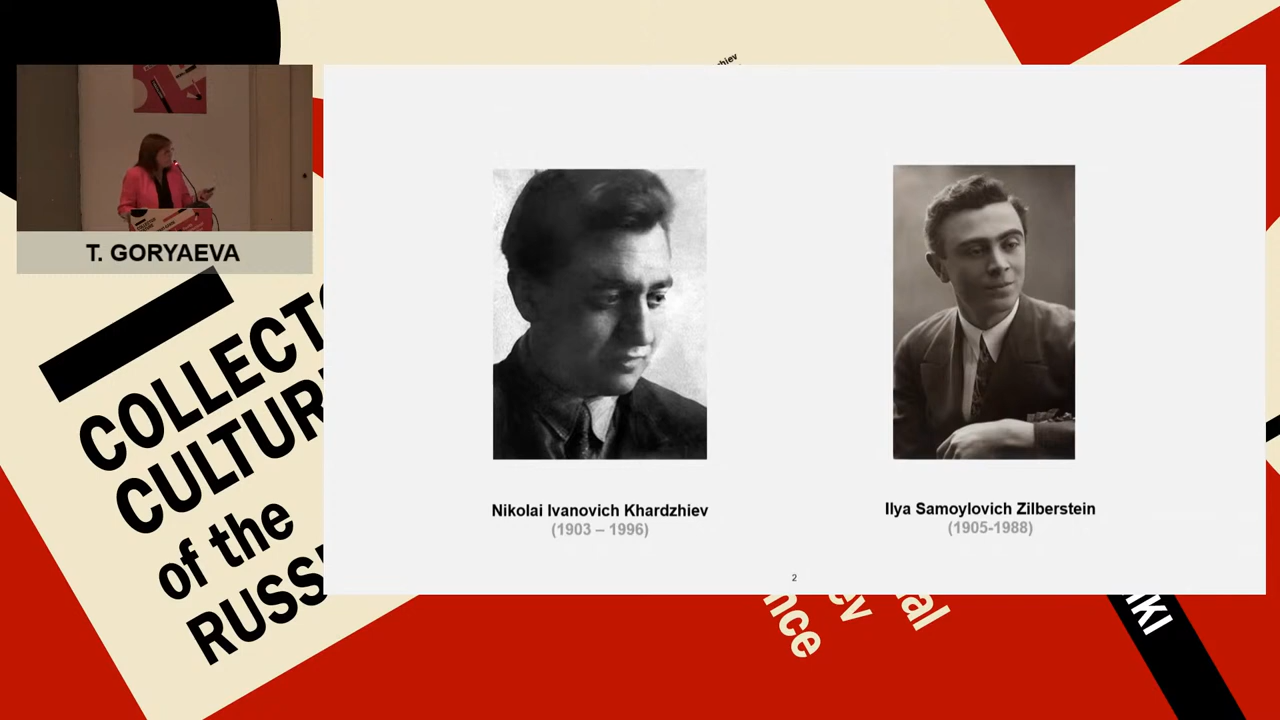 T. GORYAEVA
COLLECT
CULTUR
of the
RUSS
Nikolai Ivanovich Khardzhiev
(1903 – 1996)
Ilya Samoylovich Zilberstein
(1905-1988)
2